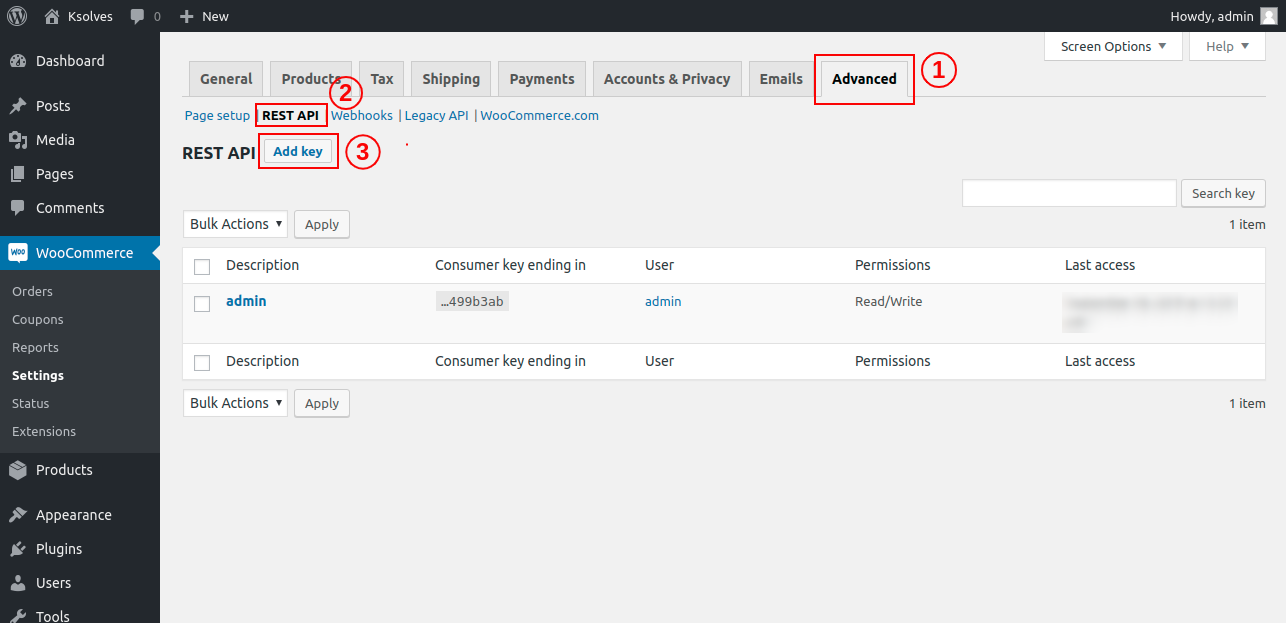 Ksolves 0 New Howdy, admin
Screen Options ▼ Help ▼
Dashboard
Posts
Media
Pages
Comments
WOO WooCommerce
Orders
Coupons
Reports
Settings
Status
Extensions
Products
Appearance
Plugins
Users
Tools
General Products Tax Shipping Payments Accounts & Privacy Emails Advanced 1
2
Page setup | REST API Webhooks | Legacy API | WooCommerce.com
REST API Add key 3
Search key
Bulk Actions ▼ Apply 1 item
Description Consumer key ending in User Permissions Last access
admin …499b3ab admin Read/Write
Description Consumer key ending in User Permissions Last access
Bulk Actions ▼ Apply 1 item